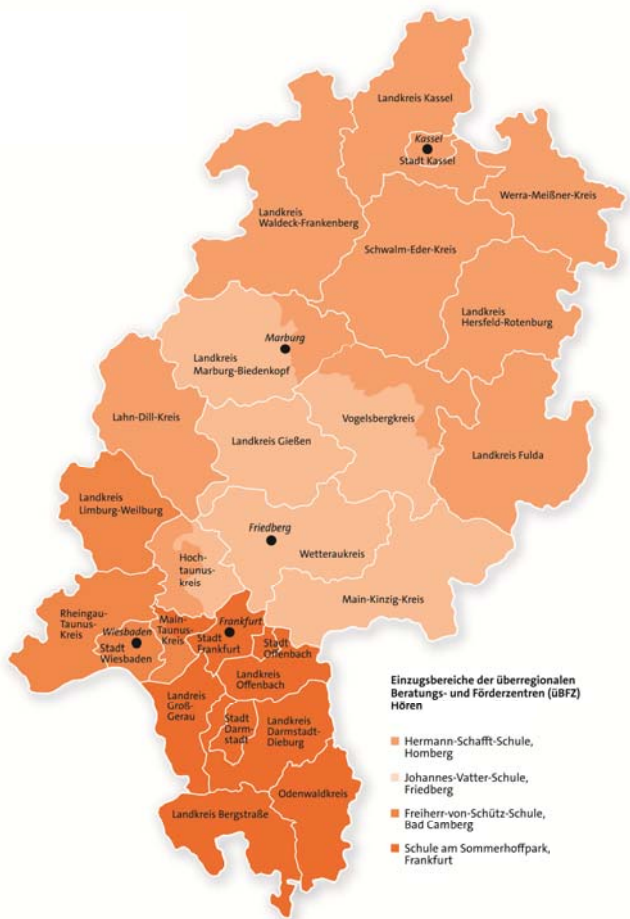 Landkreis Kassel
Kassel
Stadt Kassel
Werra-Meißner-Kreis
Landkreis
Waldeck-Frankenberg
Schwalm-Eder-Kreis
Landkreis
Hersfeld-Rotenburg
Marburg
Landkreis
Marburg-Biedenkopf
Lahn-Dill-Kreis
Vogelsbergkreis
Landkreis Gießen
Landkreis Fulda
Landkreis
Limburg-Weilburg
Friedberg
Hoch-
taunus-
kreis
Wetteraukreis
Main-Kinzig-Kreis
Rheingau-
Taunus-
Kreis
Wiesbaden
Stadt
Wiesbaden
Main-
Taunus-
Kreis
Frankfurt
Stadt
Frankfurt
Stadt
Offenbach
Landkreis
Offenbach
Landreis
Groß-
Gerau
Stadt
Darm-
stadt
Landkreis
Darmstadt-
Dieburg
Odenwaldkreis
Landkreis Bergstraße
Einzugsbereiche der überregionalen
Beratungs- und Förderzentren (üBFZ)
Hören
Hermann-Schafft-Schule,
Homberg
Johannes-Vatter-Schule,
Friedberg
Freiherr-von-Schütz-Schule,
Bad Camberg
Schule am Sommerhoffpark,
Frankfurt